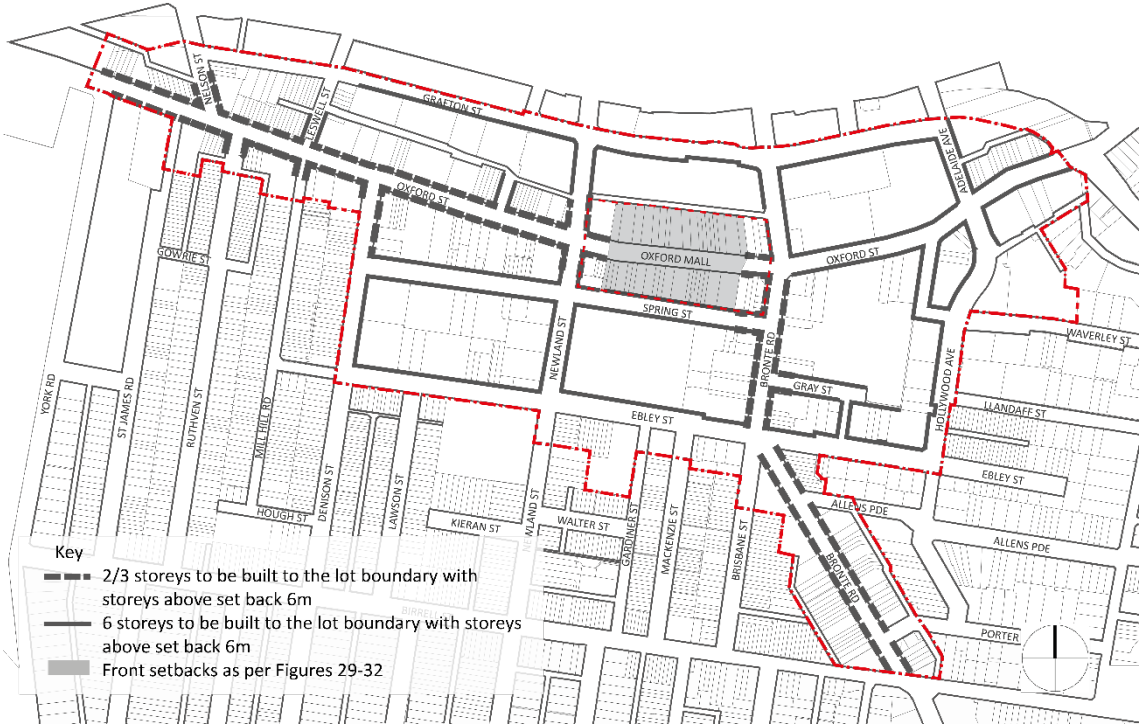 NELSON ST
LESWELL ST
GRAFTON ST
ADELAIDE AVE
OXFORD ST
OXFORD MALL
OXFORD ST
GOWRIE ST
SPRING ST
NEWLAND ST
BRONTE RD
WAVERLEY ST
GRAY ST
HOLLYWOOD AVE
LLANDAFF ST
YORK RD
ST JAMES RD
RUTHVEN ST
MILL HILL RD
EBLEY ST
EBLEY ST
DENISON ST
LAWSON ST
ALLENS PDE
HOUGH ST
KIERAN ST
NEWLAND ST
WALTER ST
GARDINER ST
MACKENZIE ST
BRISBANE ST
ALLENS PDE
BRONTE RD
PORTER
Key
2/3 storeys to be built to the lot boundary with
storeys above set back 6m
6 storeys to be built to the lot boundary with storeys
above set back 6m
Front setbacks as per Figures 29-32